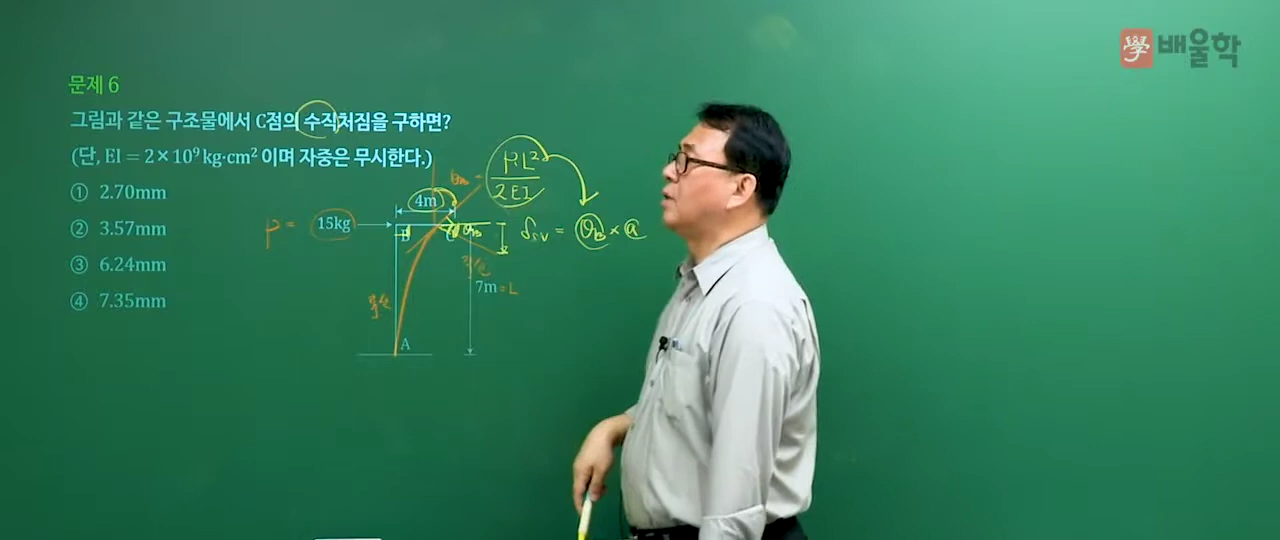 學 배울학
문제 6
그림과 같은 구조물에서 C점의 수직처짐을 구하면?
(단, EI = 2×10⁹kg·cm² 이며 자중은 무시한다.)
① 2.70mm
② 3.57mm
③ 6.24mm
④ 7.35mm
θB = PL²/2EI
4m
P = 15kg
B
C
θB
δcv = θB × a
7m = L
A